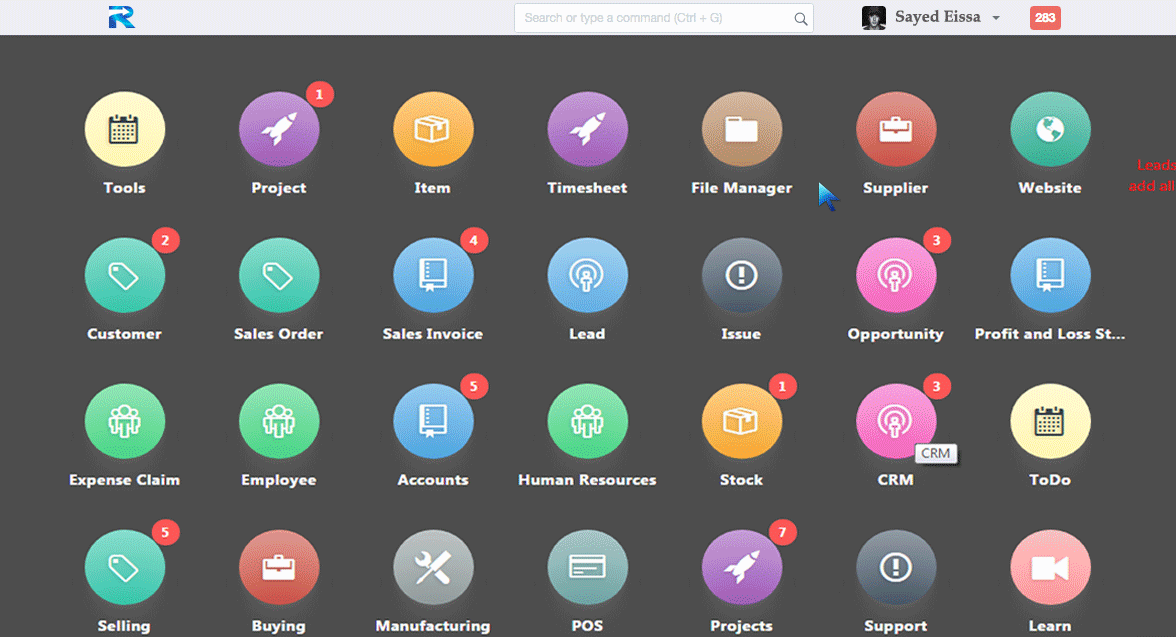 Search or type a command (Ctrl + G)
Sayed Eissa
283
1
Tools
Project
Item
Timesheet
File Manager
Supplier
Website
Leads
add all
2
4
3
Customer
Sales Order
Sales Invoice
Lead
Issue
Opportunity
Profit and Loss St...
5
1
3
CRM
Expense Claim
Employee
Accounts
Human Resources
Stock
CRM
ToDo
5
7
Selling
Buying
Manufacturing
POS
Projects
Support
Learn